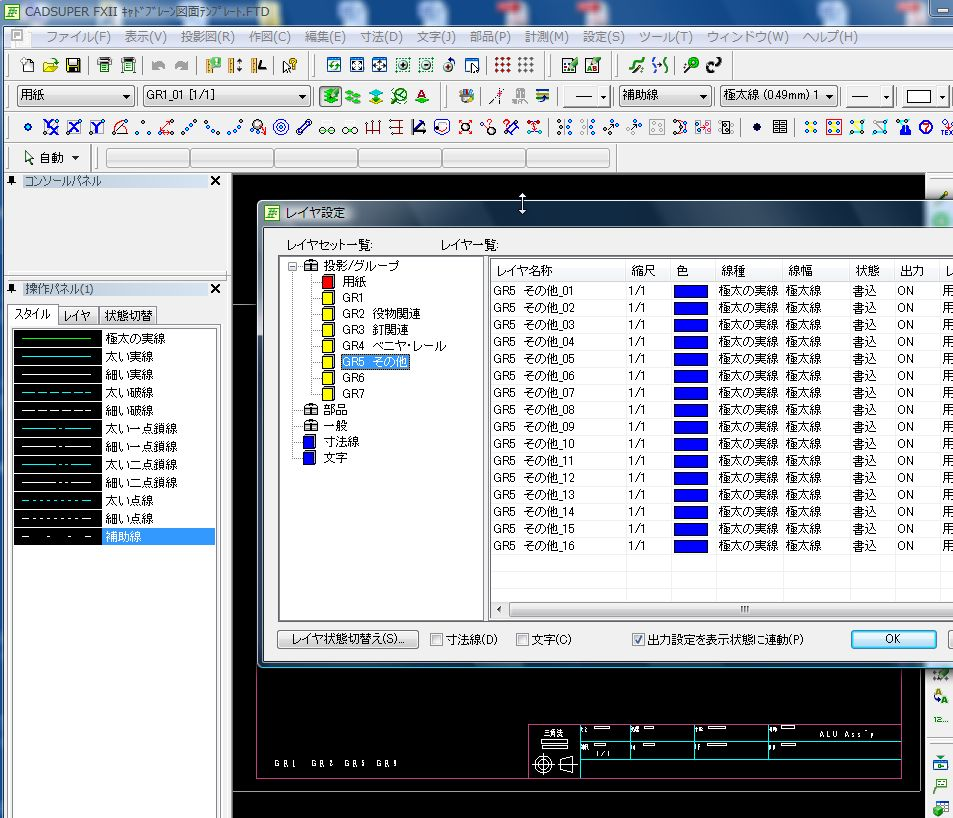 CADSUPER FXII ｷｬﾄﾞﾌﾟﾚｰﾝ図面ﾃﾝﾌﾟﾚｰﾄ.FTD
ファイル(F) 表示(V) 投影図(R) 作図(C) 編集(E) 寸法(D) 文字(J) 部品(P) 計測(M) 設定(S) ツール(T) ウィンドウ(W) ヘルプ(H)
用紙 GR1_01 [1/1] 補助線 極太線 (0.49mm) 1
自動
コンソールパネル
操作パネル(1)
スタイル レイヤ 状態切替
極太の実線
太い実線
細い実線
太い破線
細い破線
太い一点鎖線
細い一点鎖線
太い二点鎖線
細い二点鎖線
太い点線
細い点線
補助線
レイヤ設定
レイヤセット一覧:
投影/グループ
用紙
GR1
GR2 役物関連
GR3 釘関連
GR4 ベニヤ・レール
GR5 その他
GR6
GR7
部品
一般
寸法線
文字
レイヤ一覧:
レイヤ名称 縮尺 色 線種 線幅 状態 出力 レ
GR5 その他_01 1/1 極太の実線 極太線 書込 ON 用
GR5 その他_02 1/1 極太の実線 極太線 書込 ON 用
GR5 その他_03 1/1 極太の実線 極太線 書込 ON 用
GR5 その他_04 1/1 極太の実線 極太線 書込 ON 用
GR5 その他_05 1/1 極太の実線 極太線 書込 ON 用
GR5 その他_06 1/1 極太の実線 極太線 書込 ON 用
GR5 その他_07 1/1 極太の実線 極太線 書込 ON 用
GR5 その他_08 1/1 極太の実線 極太線 書込 ON 用
GR5 その他_09 1/1 極太の実線 極太線 書込 ON 用
GR5 その他_10 1/1 極太の実線 極太線 書込 ON 用
GR5 その他_11 1/1 極太の実線 極太線 書込 ON 用
GR5 その他_12 1/1 極太の実線 極太線 書込 ON 用
GR5 その他_13 1/1 極太の実線 極太線 書込 ON 用
GR5 その他_14 1/1 極太の実線 極太線 書込 ON 用
GR5 その他_15 1/1 極太の実線 極太線 書込 ON 用
GR5 その他_16 1/1 極太の実線 極太線 書込 ON 用
レイヤ状態切替え(S)... 寸法線(D) 文字(C) 出力設定を表示状態に連動(P) OK
三角法
ALU Ass'y
1/1
GR1 GR2